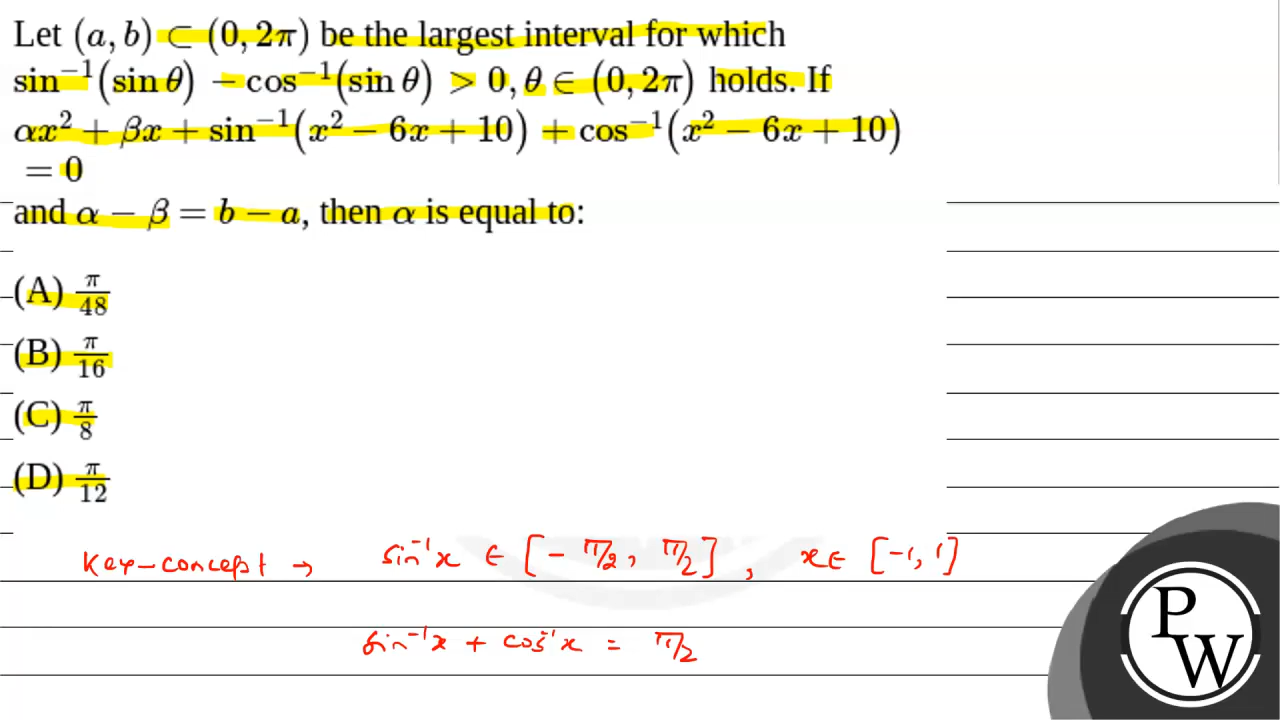 Let (a, b) ⊂ (0, 2π) be the largest interval for which
sin⁻¹(sin θ) − cos⁻¹(sin θ) > 0, θ ∈ (0, 2π) holds. If
αx² + βx + sin⁻¹(x² − 6x + 10) + cos⁻¹(x² − 6x + 10)
= 0
and α − β = b − a, then α is equal to:
(A) π/48
(B) π/16
(C) π/8
(D) π/12
Key-concept → sin⁻¹x ∈ [− π/2, π/2], x ∈ [-1, 1]
sin⁻¹x + cos⁻¹x = π/2
P
W